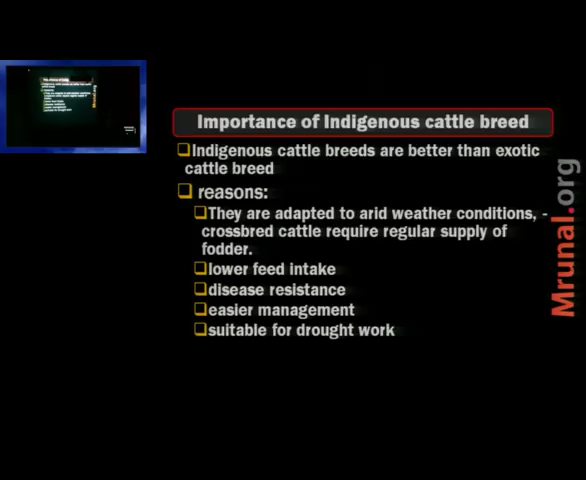 Importance of Indigenous cattle breed
Indigenous cattle breeds are better than exotic
cattle breed
reasons:
They are adapted to arid weather conditions, -
crossbred cattle require regular supply of
fodder.
lower feed intake
disease resistance
easier management
suitable for drought work
Mrunal.org